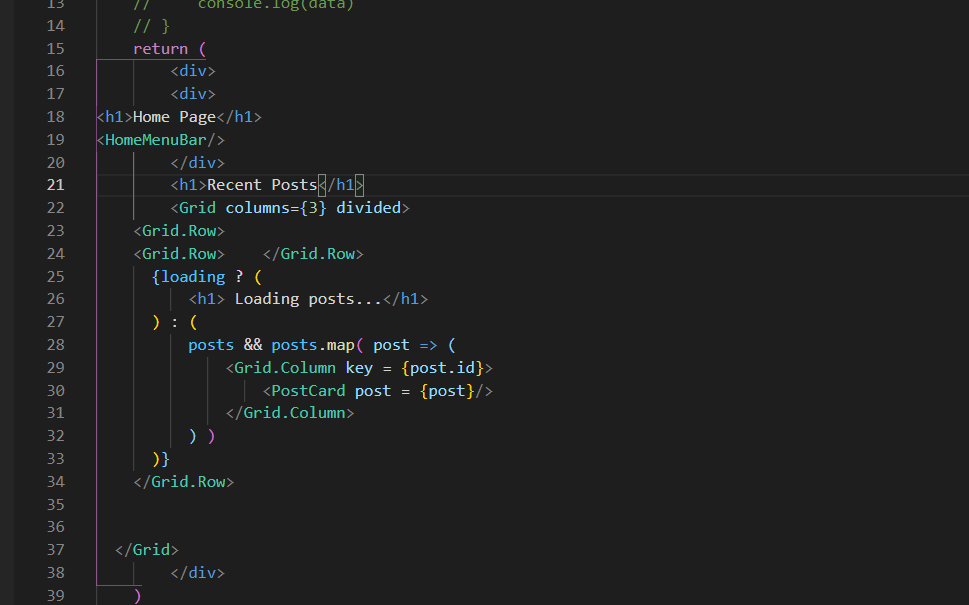 13 // console.log(data)
14 // }
15 return (
16 <div>
17 <div>
18 <h1>Home Page</h1>
19 <HomeMenuBar/>
20 </div>
21 <h1>Recent Posts</h1>
22 <Grid columns={3} divided>
23 <Grid.Row>
24 <Grid.Row> </Grid.Row>
25 {loading ? (
26 <h1> Loading posts...</h1>
27 ) : (
28 posts && posts.map( post => (
29 <Grid.Column key = {post.id}>
30 <PostCard post = {post}/>
31 </Grid.Column>
32 ) )
33 )}
34 </Grid.Row>
35
36
37 </Grid>
38 </div>
39 )